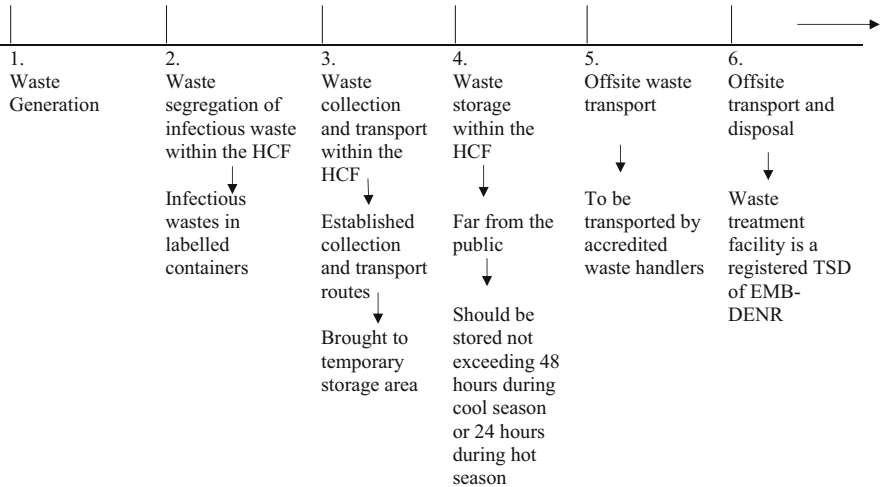 1.
Waste
Generation
2.
Waste
segregation of
infectious waste
within the HCF
Infectious
wastes in
labelled
containers
3.
Waste
collection
and transport
within the
HCF
Established
collection
and transport
routes
Brought to
temporary
storage area
4.
Waste
storage
within the
HCF
Far from the
public
Should be
stored not
exceeding 48
hours during
cool season
or 24 hours
during hot
season
5.
Offsite waste
transport
To be
transported by
accredited
waste handlers
6.
Offsite
transport and
disposal
Waste
treatment
facility is a
registered TSD
of EMB-
DENR